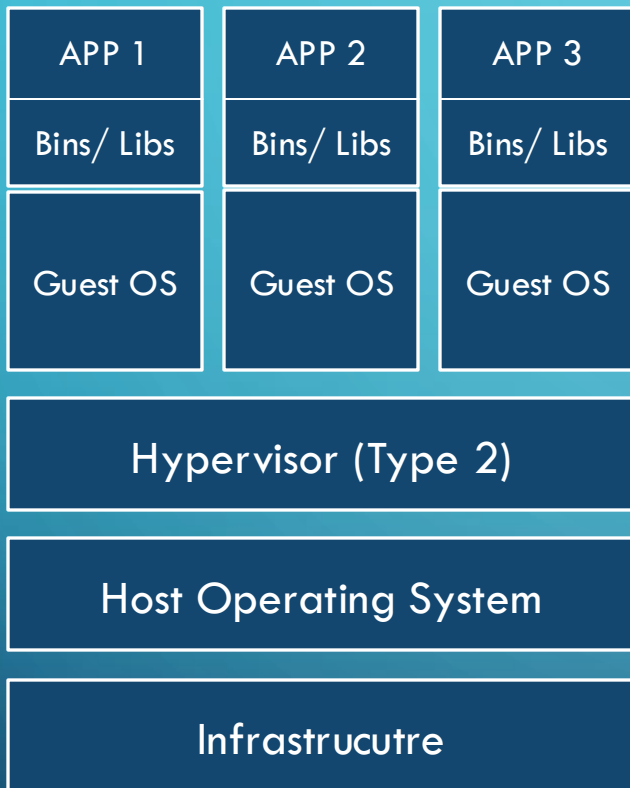 APP 1
APP 2
APP 3
Bins/ Libs
Bins/ Libs
Bins/ Libs
Guest OS
Guest OS
Guest OS
Hypervisor (Type 2)
Host Operating System
Infrastrucutre